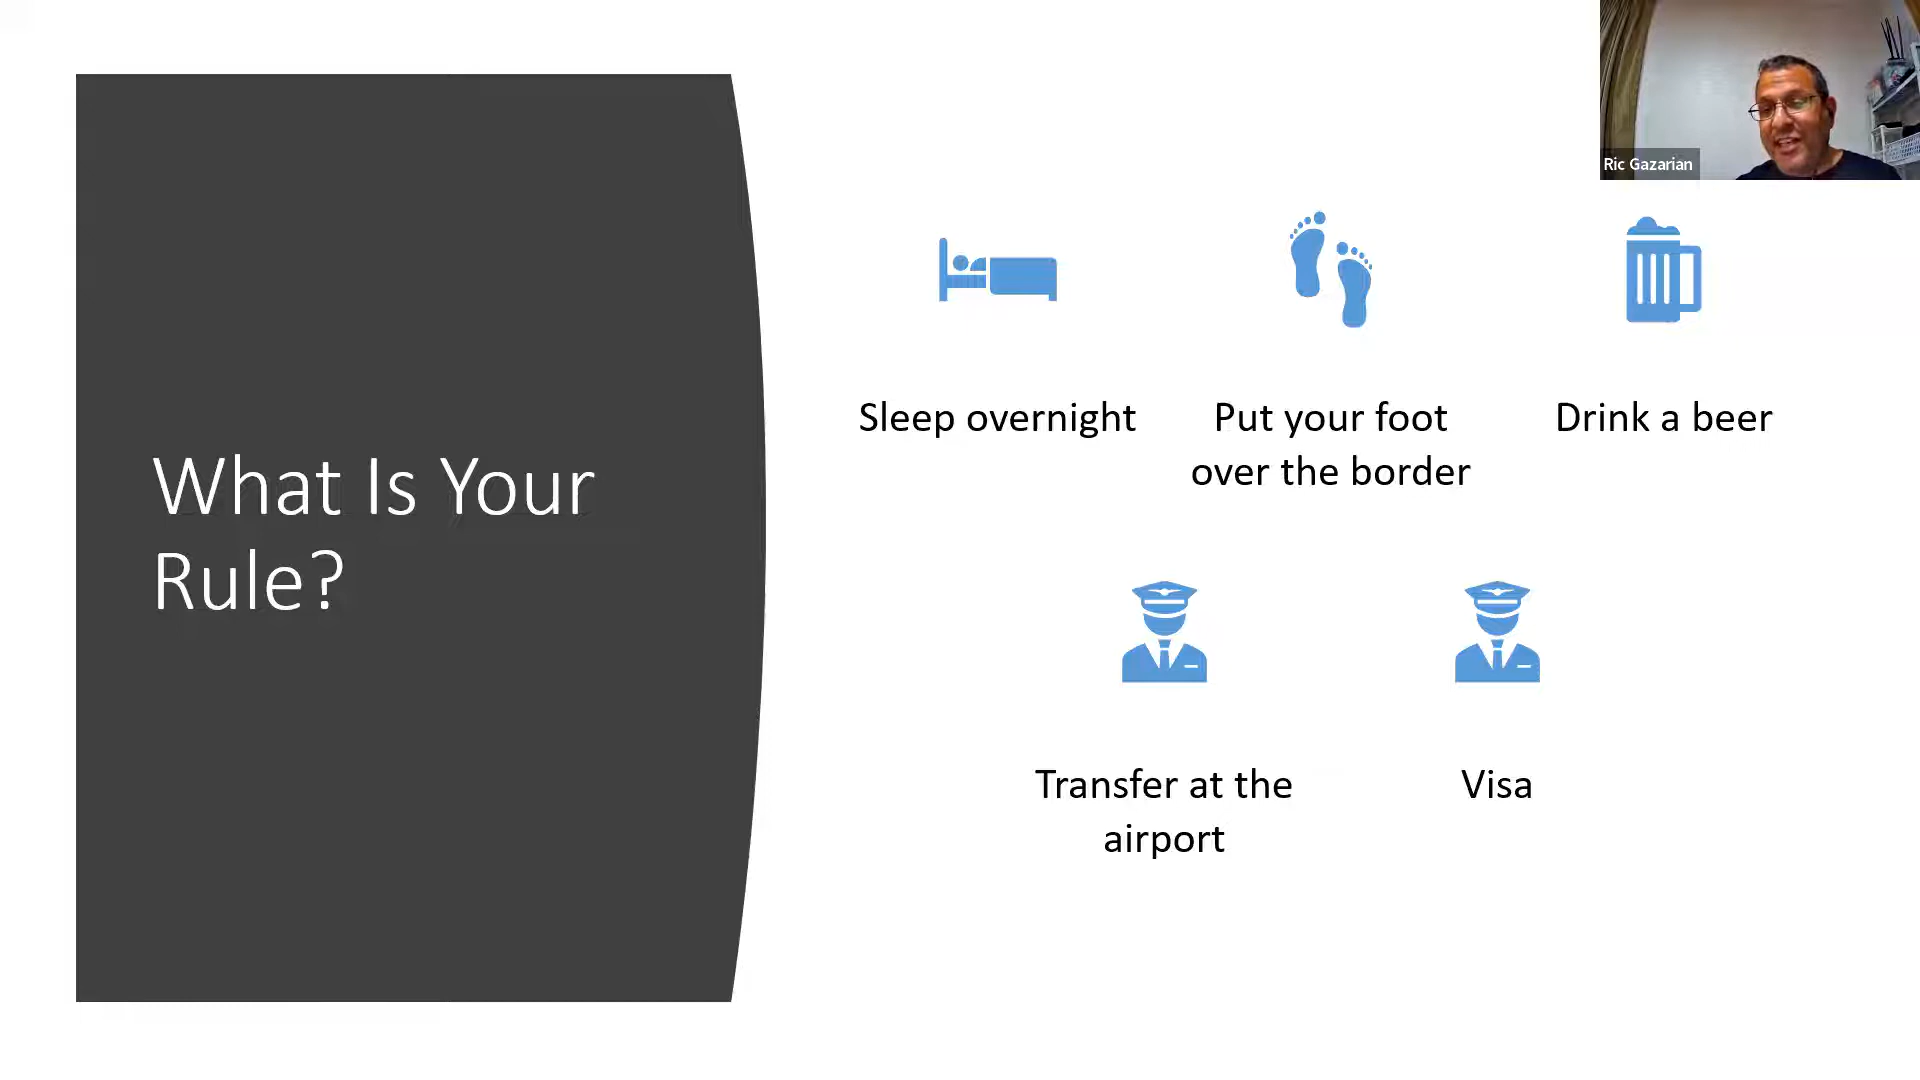 Ric Gazarian
What Is Your
Rule?
Sleep overnight
Put your foot
over the border
Drink a beer
Transfer at the
airport
Visa